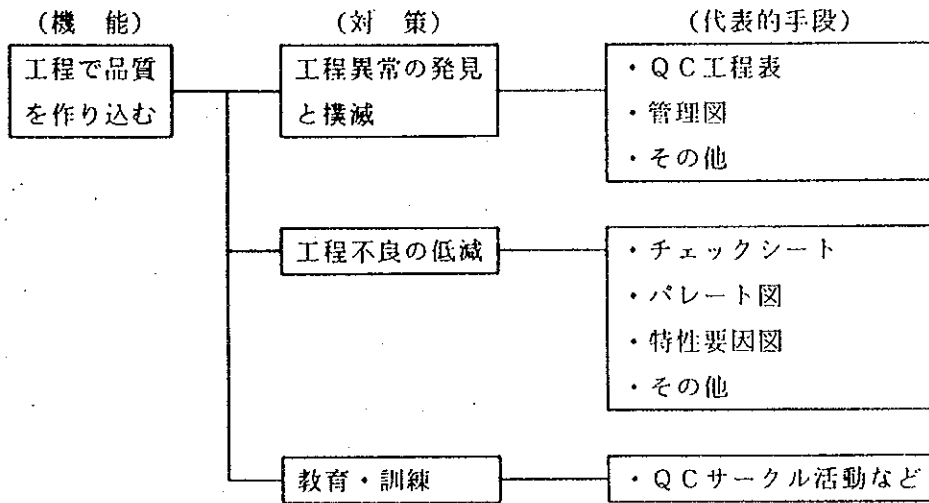 （機　能）
（対　策）
（代表的手段）
工程で品質
を作り込む
工程異常の発見
と撲滅
・ＱＣ工程表
・管理図
・その他
工程不良の低減
・チェックシート
・パレート図
・特性要因図
・その他
教育・訓練
・ＱＣサークル活動など